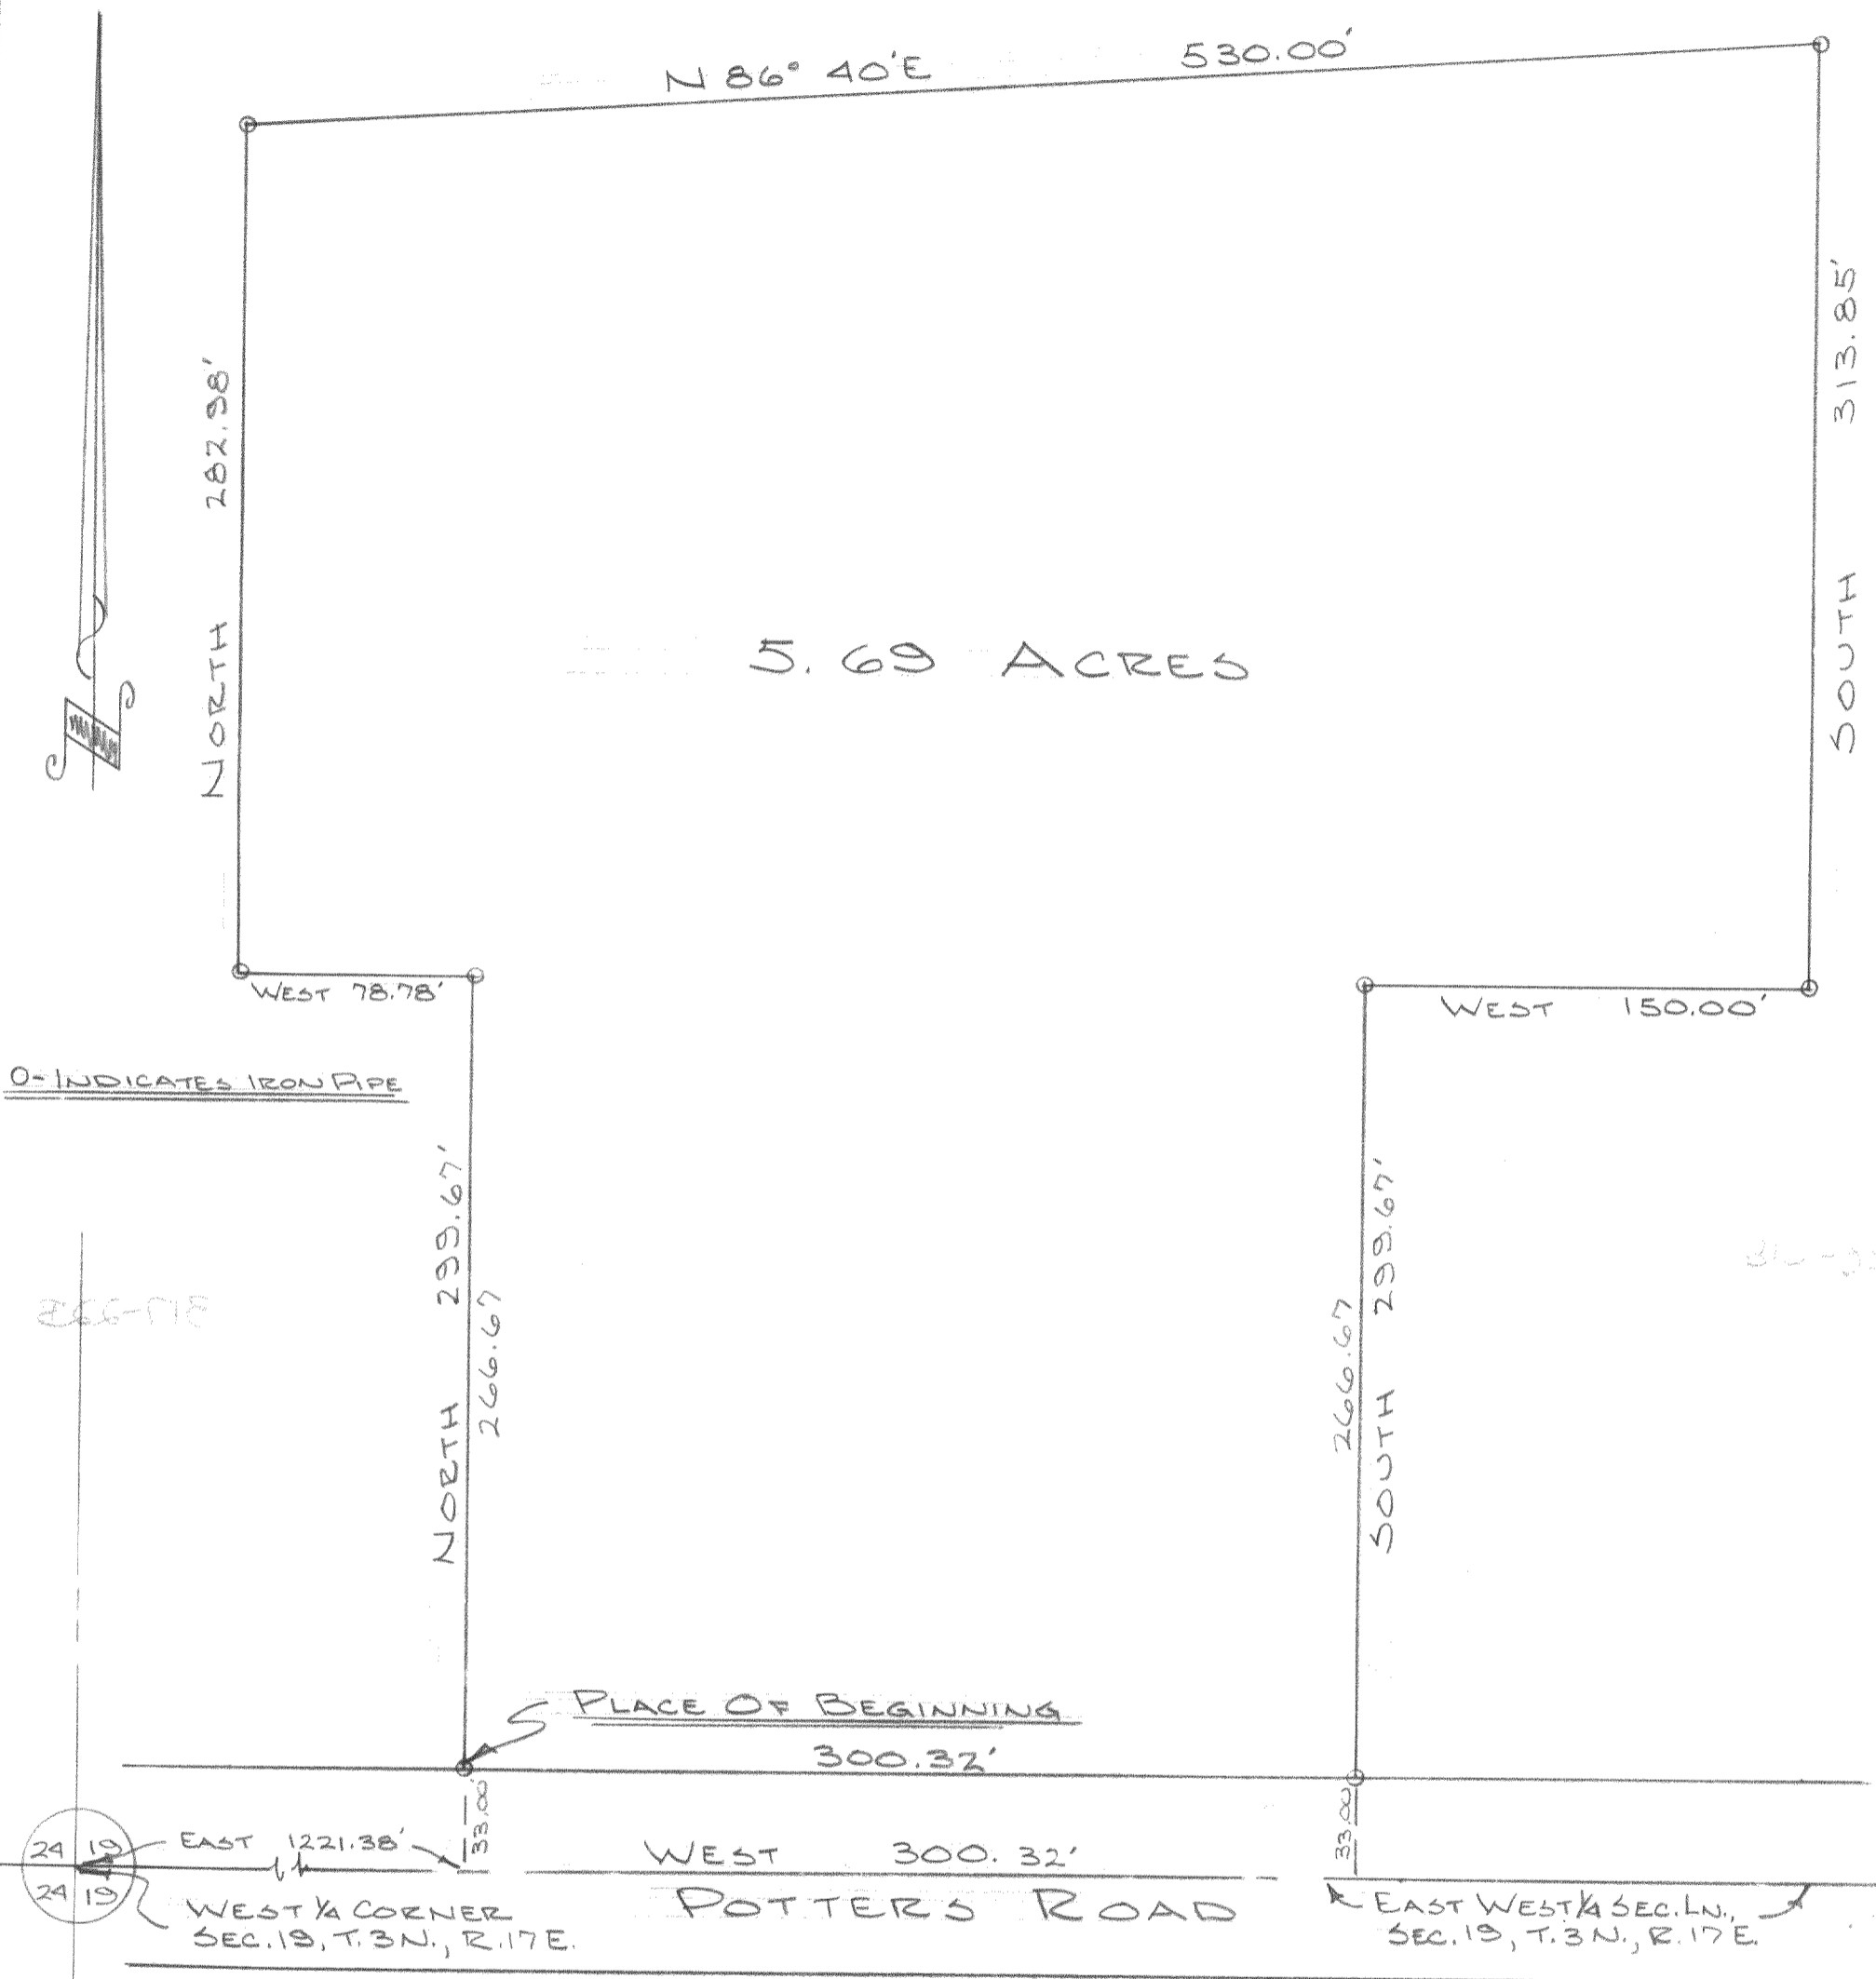 N 86° 40'E 530.00'
NORTH 282.98'
SOUTH 313.85'
5.69 ACRES
WEST 78.78'
WEST 150.00'
O-INDICATES IRON PIPE
NORTH 299.67'
266.67
266.67
SOUTH 299.67'
PLACE OF BEGINNING
300.32'
33.00'
33.00'
24 19
24 19
EAST 1221.38'
WEST 300.32'
POTTERS ROAD
WEST 1/4 CORNER
SEC. 19, T. 3 N., R. 17 E.
EAST WEST 1/4 SEC. LN.,
SEC. 19, T. 3 N., R. 17 E.